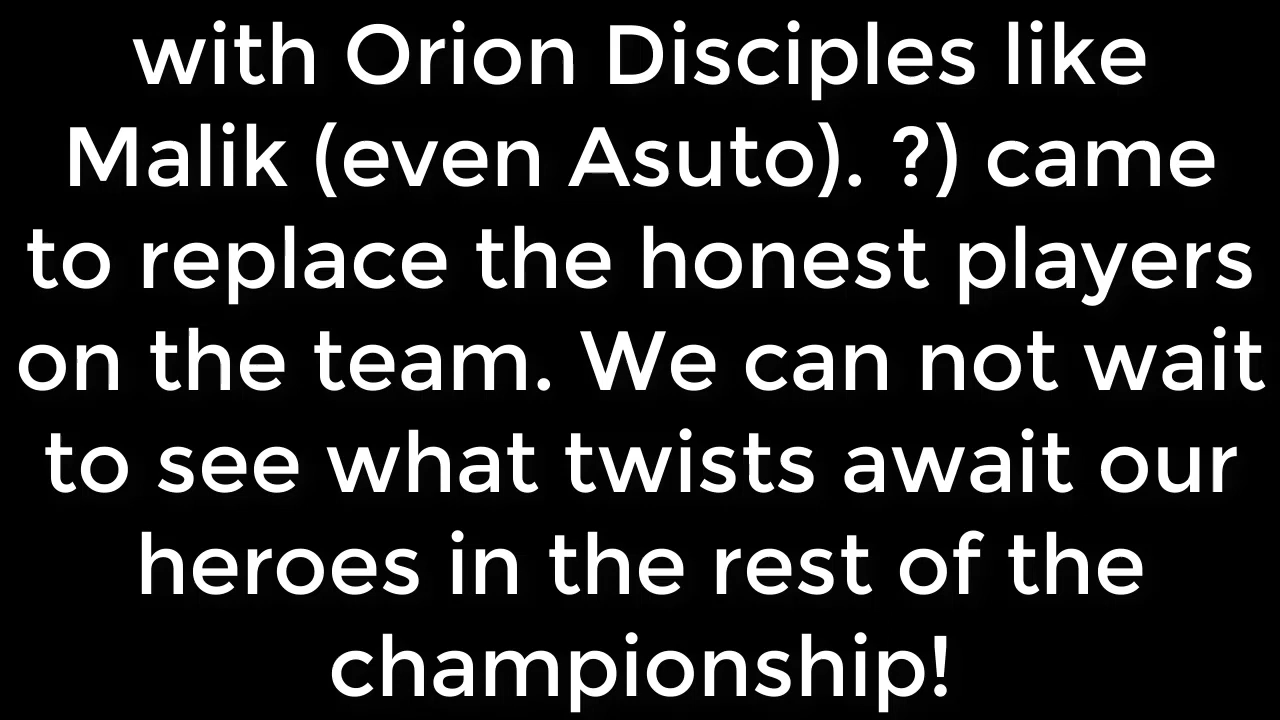 with Orion Disciples like
Malik (even Asuto). ?) came
to replace the honest players
on the team. We can not wait
to see what twists await our
heroes in the rest of the
championship!